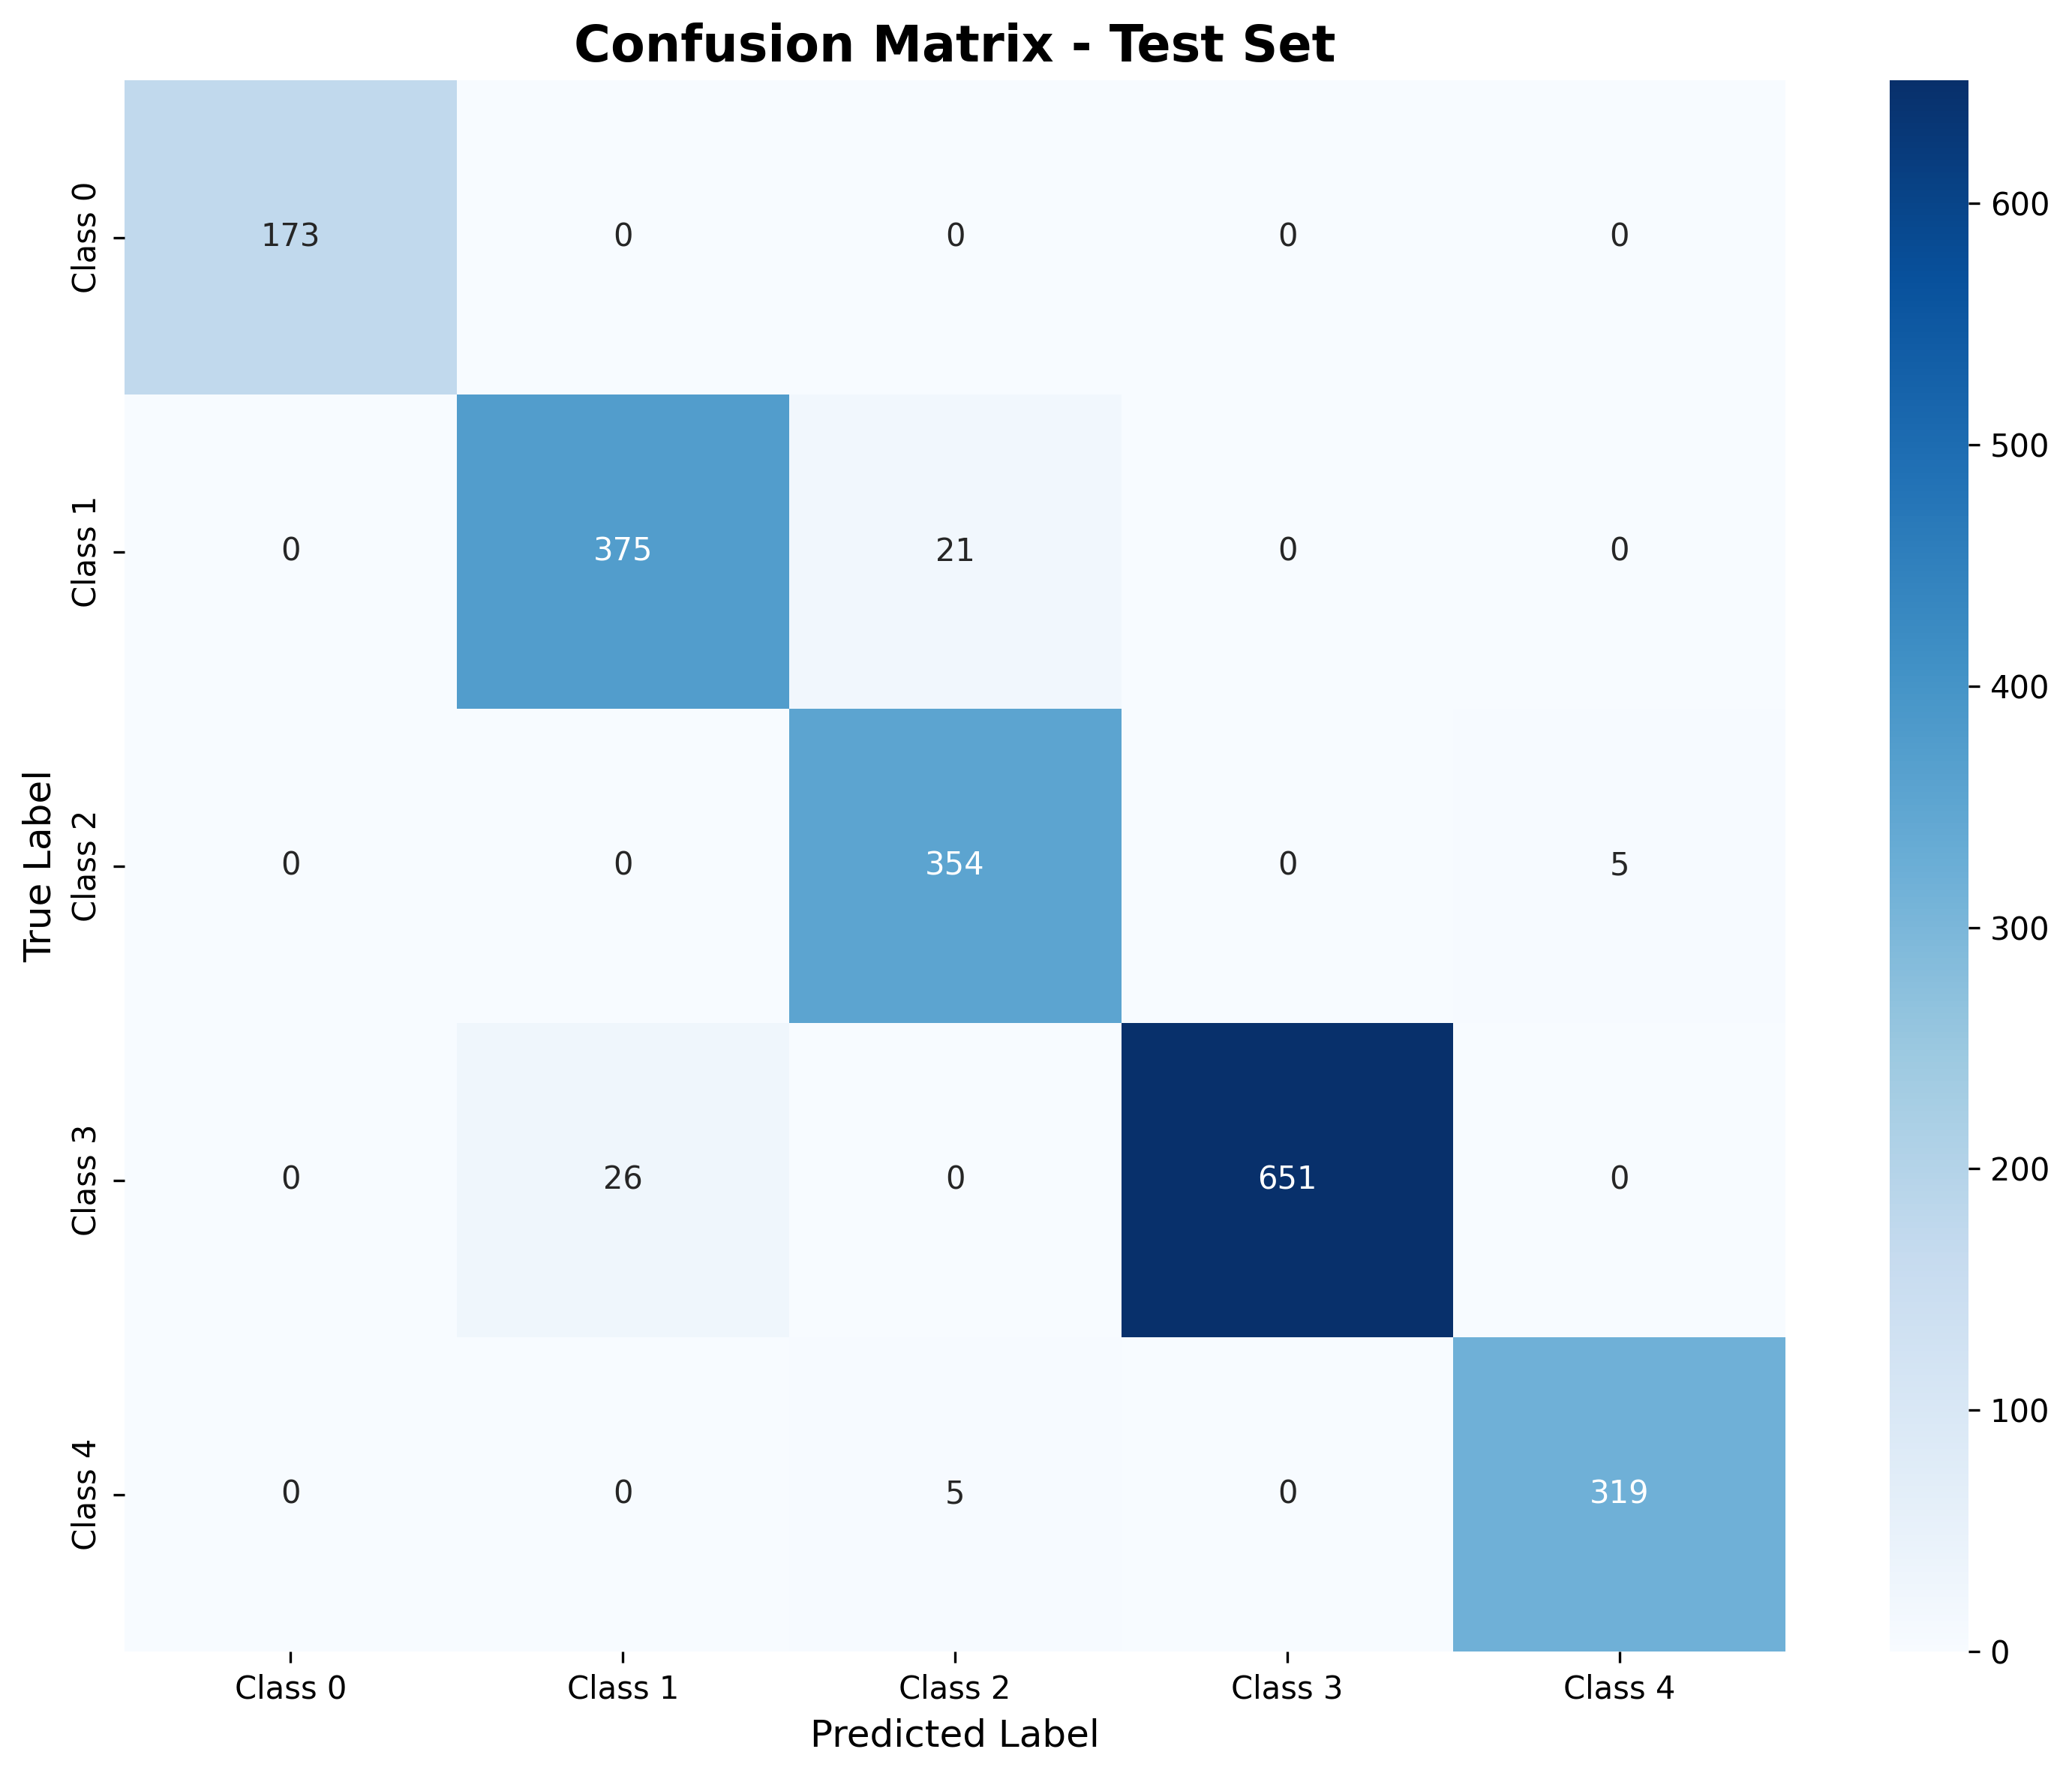 Confusion Matrix - Test Set
True Label
Class 0
173 0 0 0 0
Class 1
0 375 21 0 0
Class 2
0 0 354 0 5
Class 3
0 26 0 651 0
Class 4
0 0 5 0 319
Class 0 Class 1 Class 2 Class 3 Class 4
Predicted Label
600
500
400
300
200
100
0